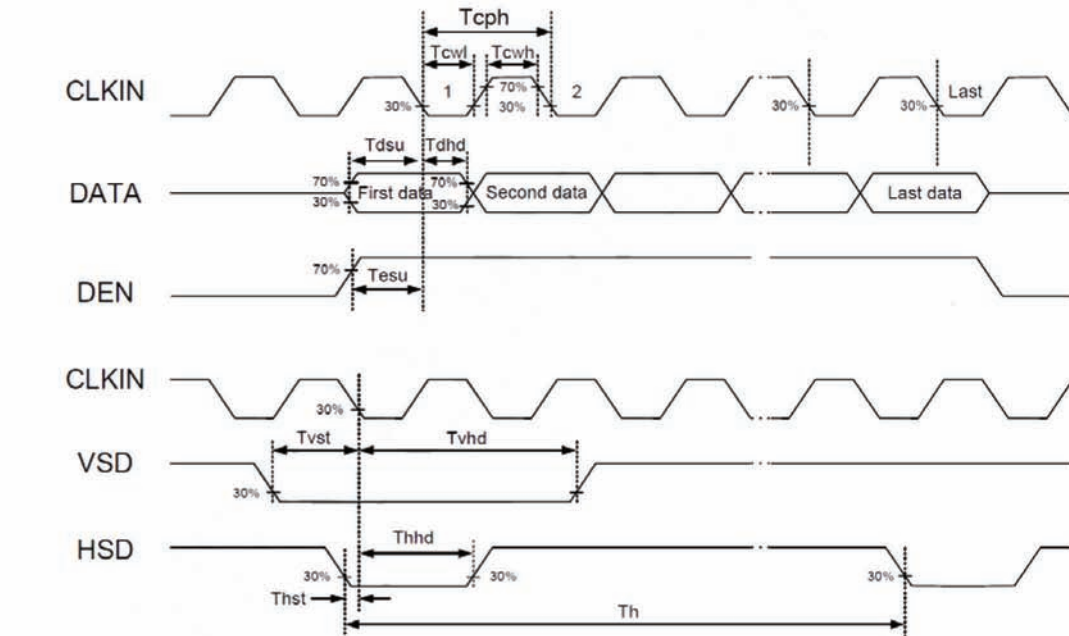 Tcph
Tcwl Tcwh
CLKIN 30% 1 70% 30% 2 30% 30% Last
Tdsu Tdhd
DATA 70% 30% First data 70% 30% Second data Last data
DEN 70% Tesu
CLKIN 30%
VSD 30% Tvst Tvhd
HSD 30% Thhd 30% 30%
Thst
Th